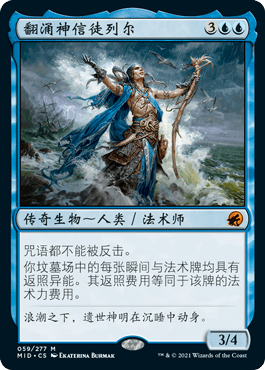 翻涌神信徒列尔 3
传奇生物～人类／法术师
咒语都不能被反击。
你坟墓场中的每张瞬间与法术牌均具有
返照异能。其返照费用等同于该牌的法
术力费用。
浪潮之下，遗世神明在沉睡中动身。
3/4
059/277 M
MID • CS EKATERINA BURMAK
™ & © 2021 Wizards of the Coast